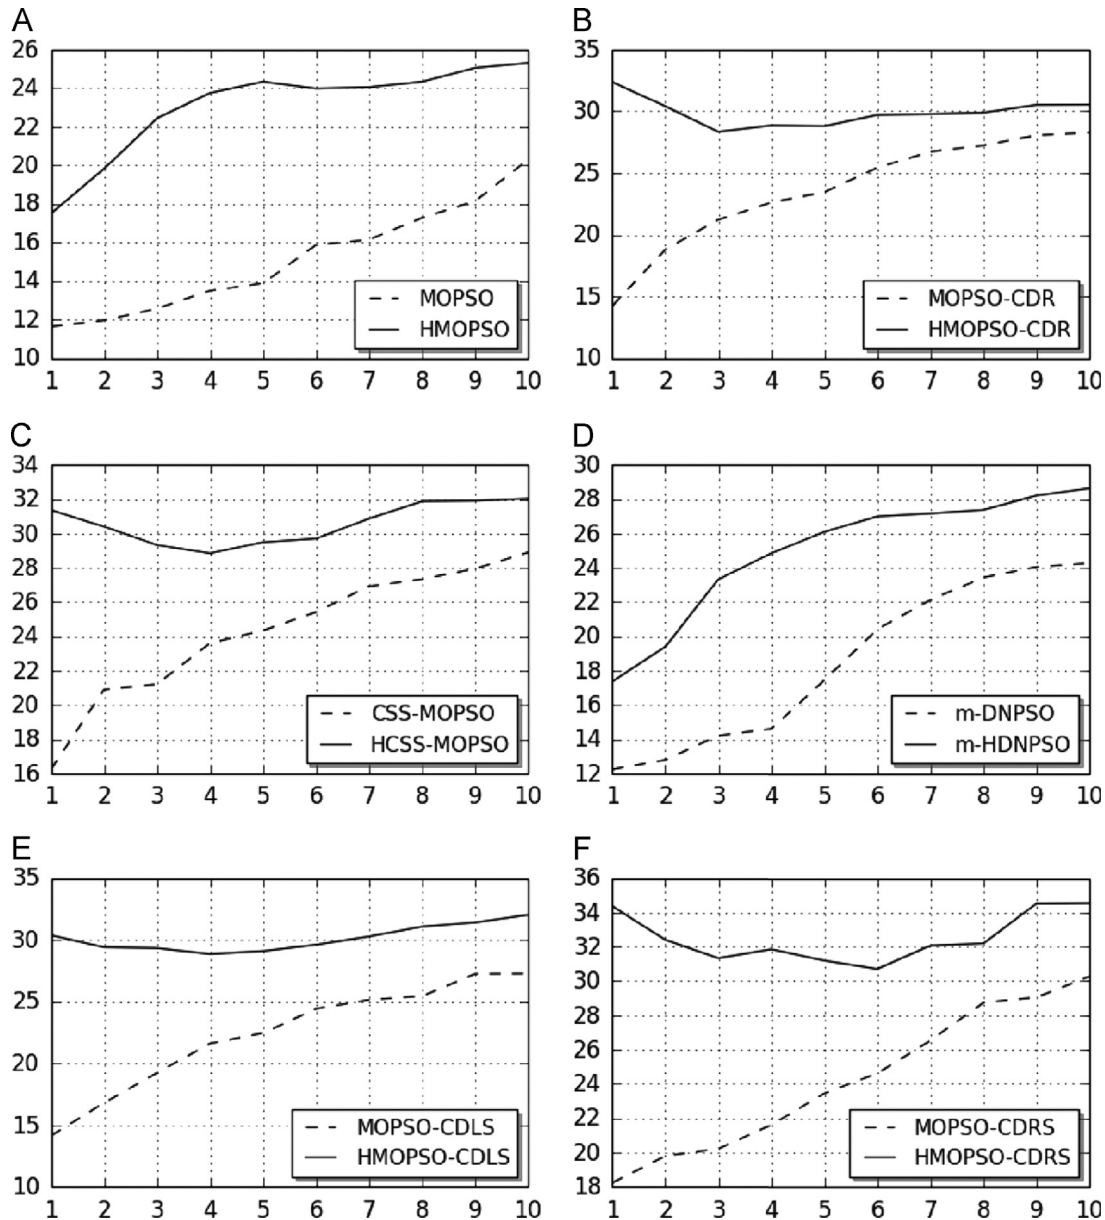 A
26
24
22
20
18
16
14
12
10
MOPSO
HMOPSO
1 2 3 4 5 6 7 8 9 10
B
35
30
25
20
15
10
MOPSO-CDR
HMOPSO-CDR
1 2 3 4 5 6 7 8 9 10
C
34
32
30
28
26
24
22
20
18
16
CSS-MOPSO
HCSS-MOPSO
1 2 3 4 5 6 7 8 9 10
D
30
28
26
24
22
20
18
16
14
12
m-DNPSO
m-HDNPSO
1 2 3 4 5 6 7 8 9 10
E
35
30
25
20
15
10
MOPSO-CDLS
HMOPSO-CDLS
1 2 3 4 5 6 7 8 9 10
F
36
34
32
30
28
26
24
22
20
18
MOPSO-CDRS
HMOPSO-CDRS
1 2 3 4 5 6 7 8 9 10